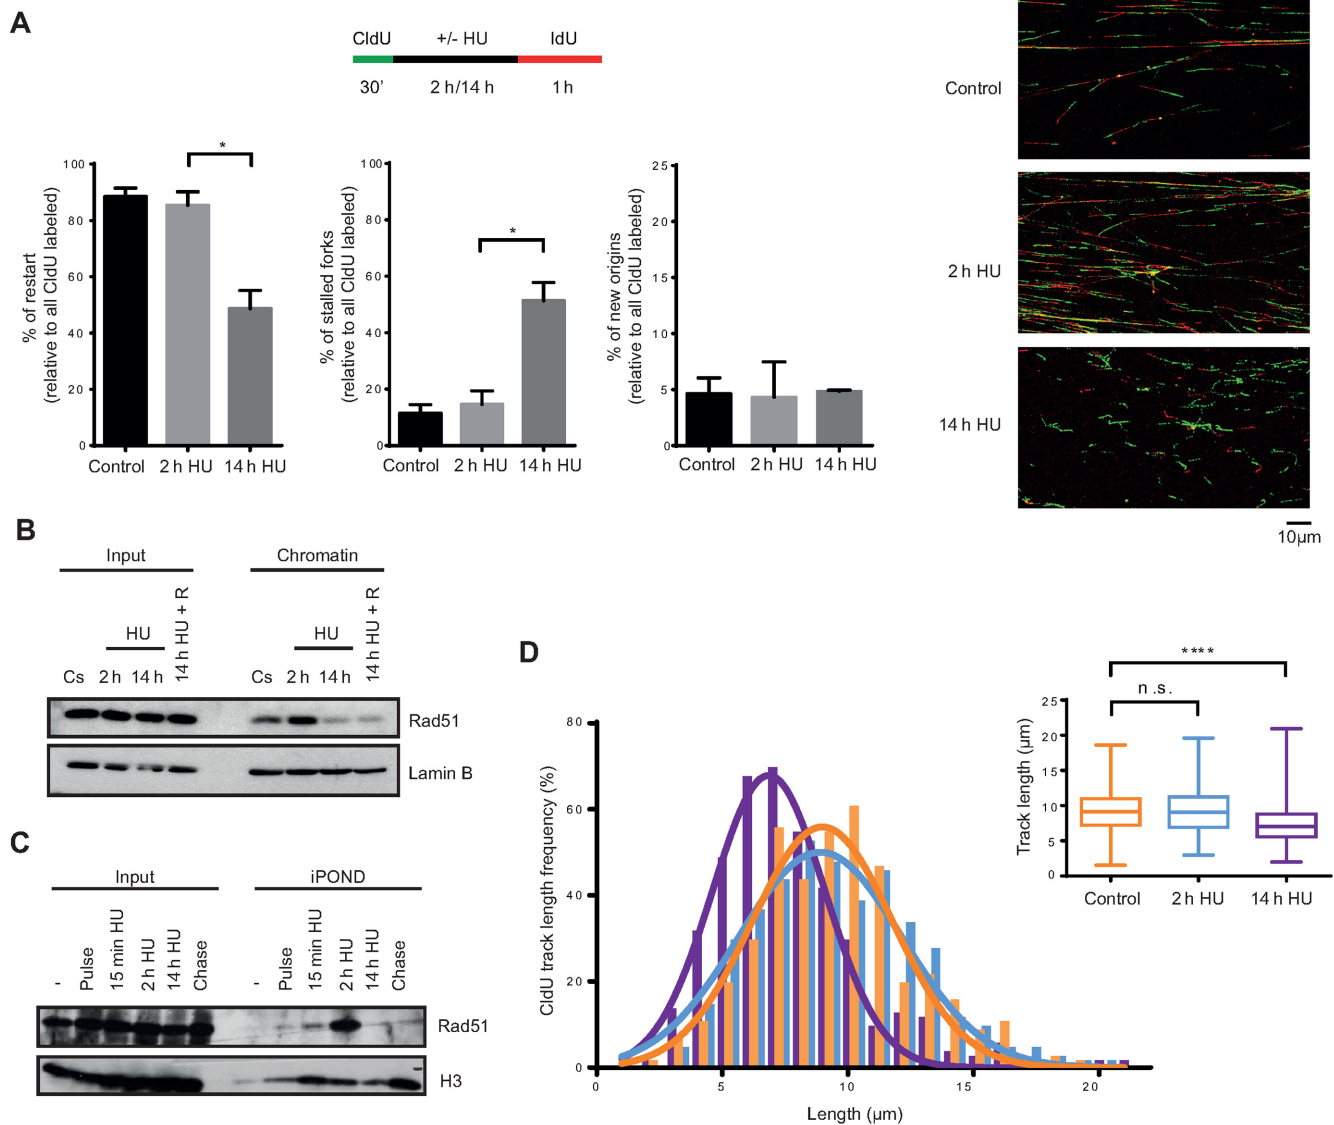 A
CldU +/- HU IdU
30' 2 h/14 h 1 h
% of restart
(relative to all CldU labeled)
100
80
60
40
20
0
*
Control 2 h HU 14 h HU
% of stalled forks
(relative to all CldU labeled)
100
80
60
40
20
0
*
Control 2 h HU 14 h HU
% of new origins
(relative to all CldU labeled)
25
20
15
10
5
0
Control 2 h HU 14 h HU
Control
2 h HU
14 h HU
10µm
B
Input Chromatin
HU HU
Cs 2 h 14 h 14 h HU + R Cs 2 h 14 h 14 h HU + R
Rad51
Lamin B
C
Input iPOND
- Pulse 15 min HU 2 h HU 14 h HU Chase - Pulse 15 min HU 2 h HU 14 h HU Chase
Rad51
H3
D
CldU track length frequency (%)
80
60
40
20
0
0 5 10 15 20
Length (µm)
****
n.s.
Track length (µm)
25
20
15
10
5
0
Control 2 h HU 14 h HU